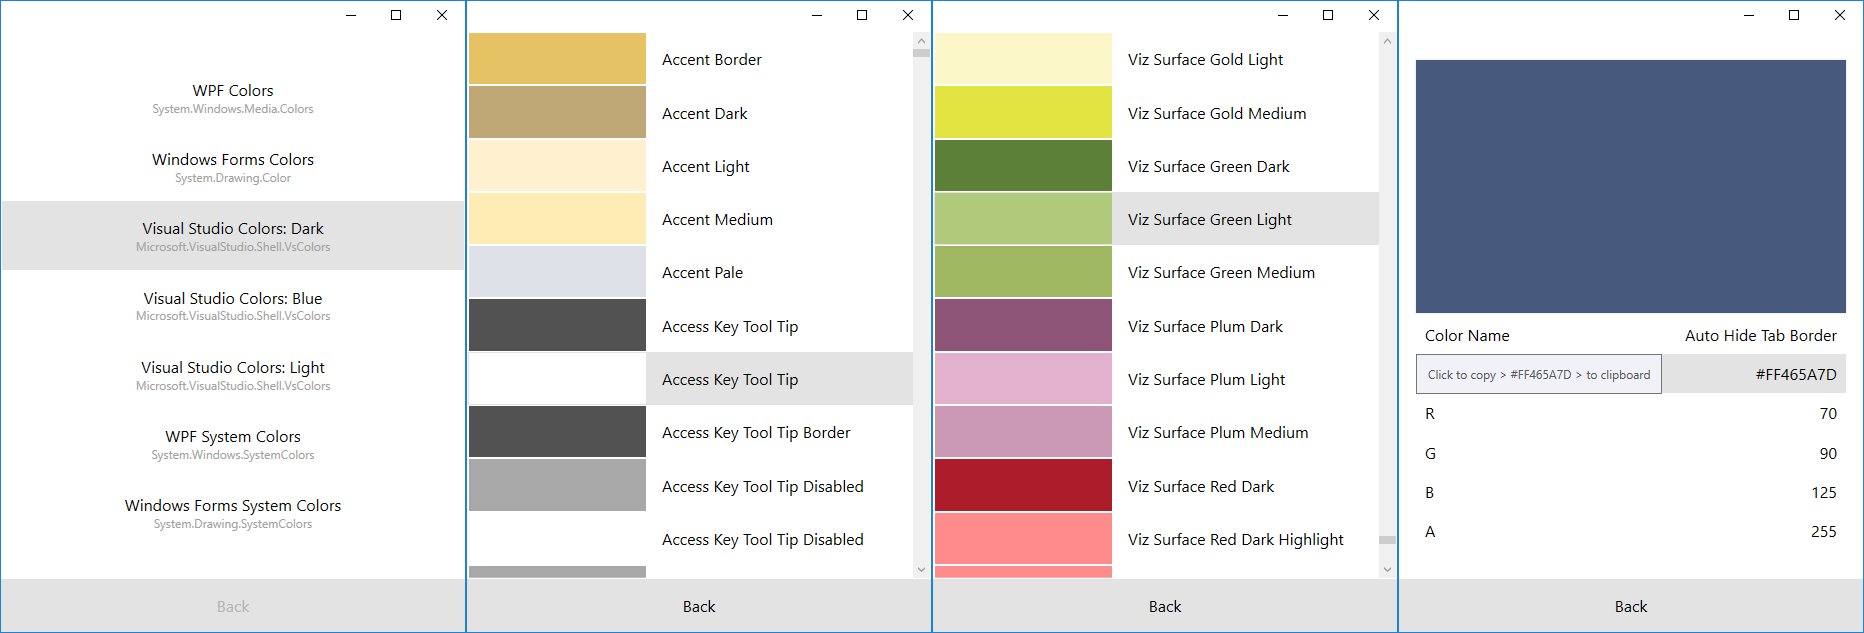 WPF Colors
System.Windows.Media.Colors
Windows Forms Colors
System.Drawing.Color
Visual Studio Colors: Dark
Microsoft.VisualStudio.Shell.VsColors
Visual Studio Colors: Blue
Microsoft.VisualStudio.Shell.VsColors
Visual Studio Colors: Light
Microsoft.VisualStudio.Shell.VsColors
WPF System Colors
System.Windows.SystemColors
Windows Forms System Colors
System.Drawing.SystemColors
Back
Accent Border
Accent Dark
Accent Light
Accent Medium
Accent Pale
Access Key Tool Tip
Access Key Tool Tip
Access Key Tool Tip Border
Access Key Tool Tip Disabled
Access Key Tool Tip Disabled
Back
Viz Surface Gold Light
Viz Surface Gold Medium
Viz Surface Green Dark
Viz Surface Green Light
Viz Surface Green Medium
Viz Surface Plum Dark
Viz Surface Plum Light
Viz Surface Plum Medium
Viz Surface Red Dark
Viz Surface Red Dark Highlight
Back
Color Name Auto Hide Tab Border
Click to copy > #FF465A7D > to clipboard #FF465A7D
R 70
G 90
B 125
A 255
Back